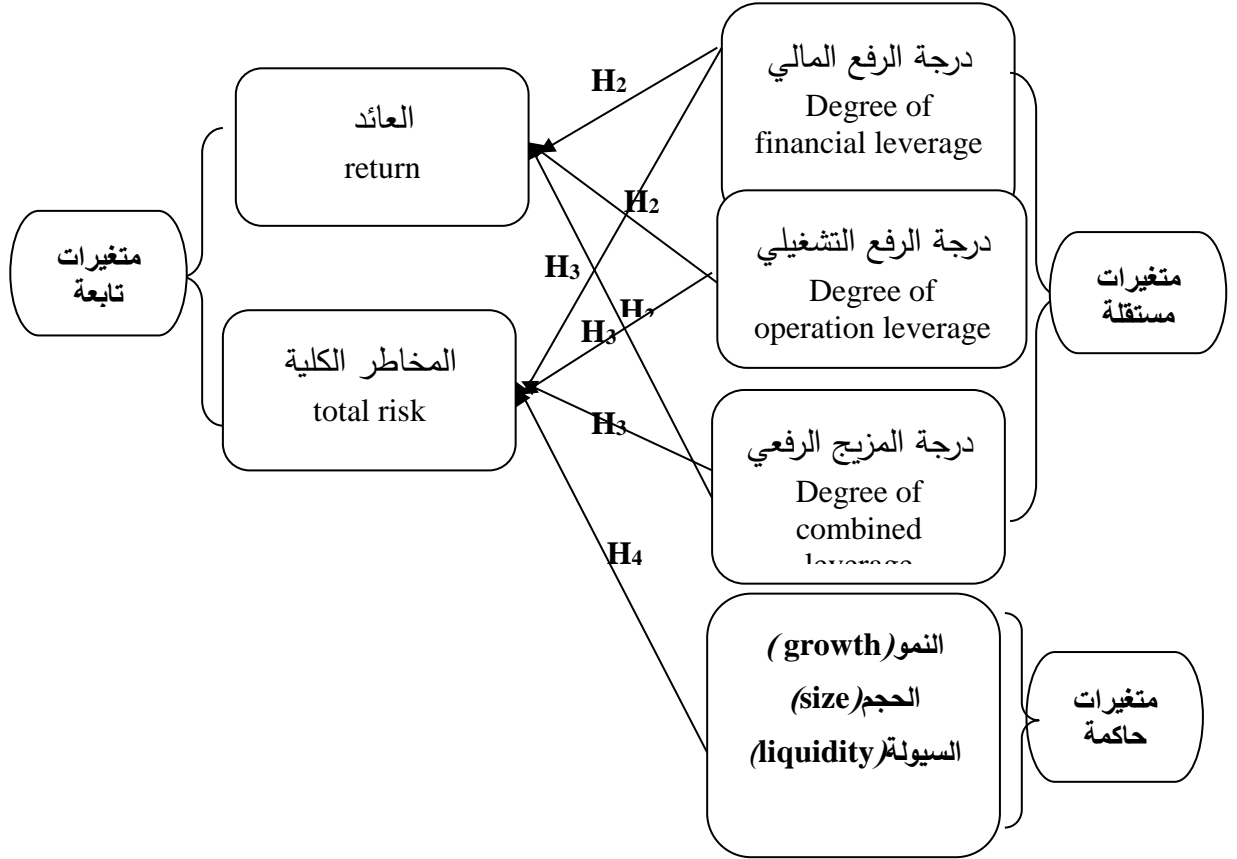 درجة الرفع المالي
Degree of
financial leverage
H2
العائد
return
H2
درجة الرفع التشغيلي
Degree of
operation leverage
متغيرات
مستقلة
متغيرات
تابعة
H3
H3
المخاطر الكلية
total risk
H3
درجة المزيج الرفعي
Degree of
combined
leverage
H4
النمو(growth )
الحجم(size)
السيولة(liquidity)
متغيرات
حاكمة